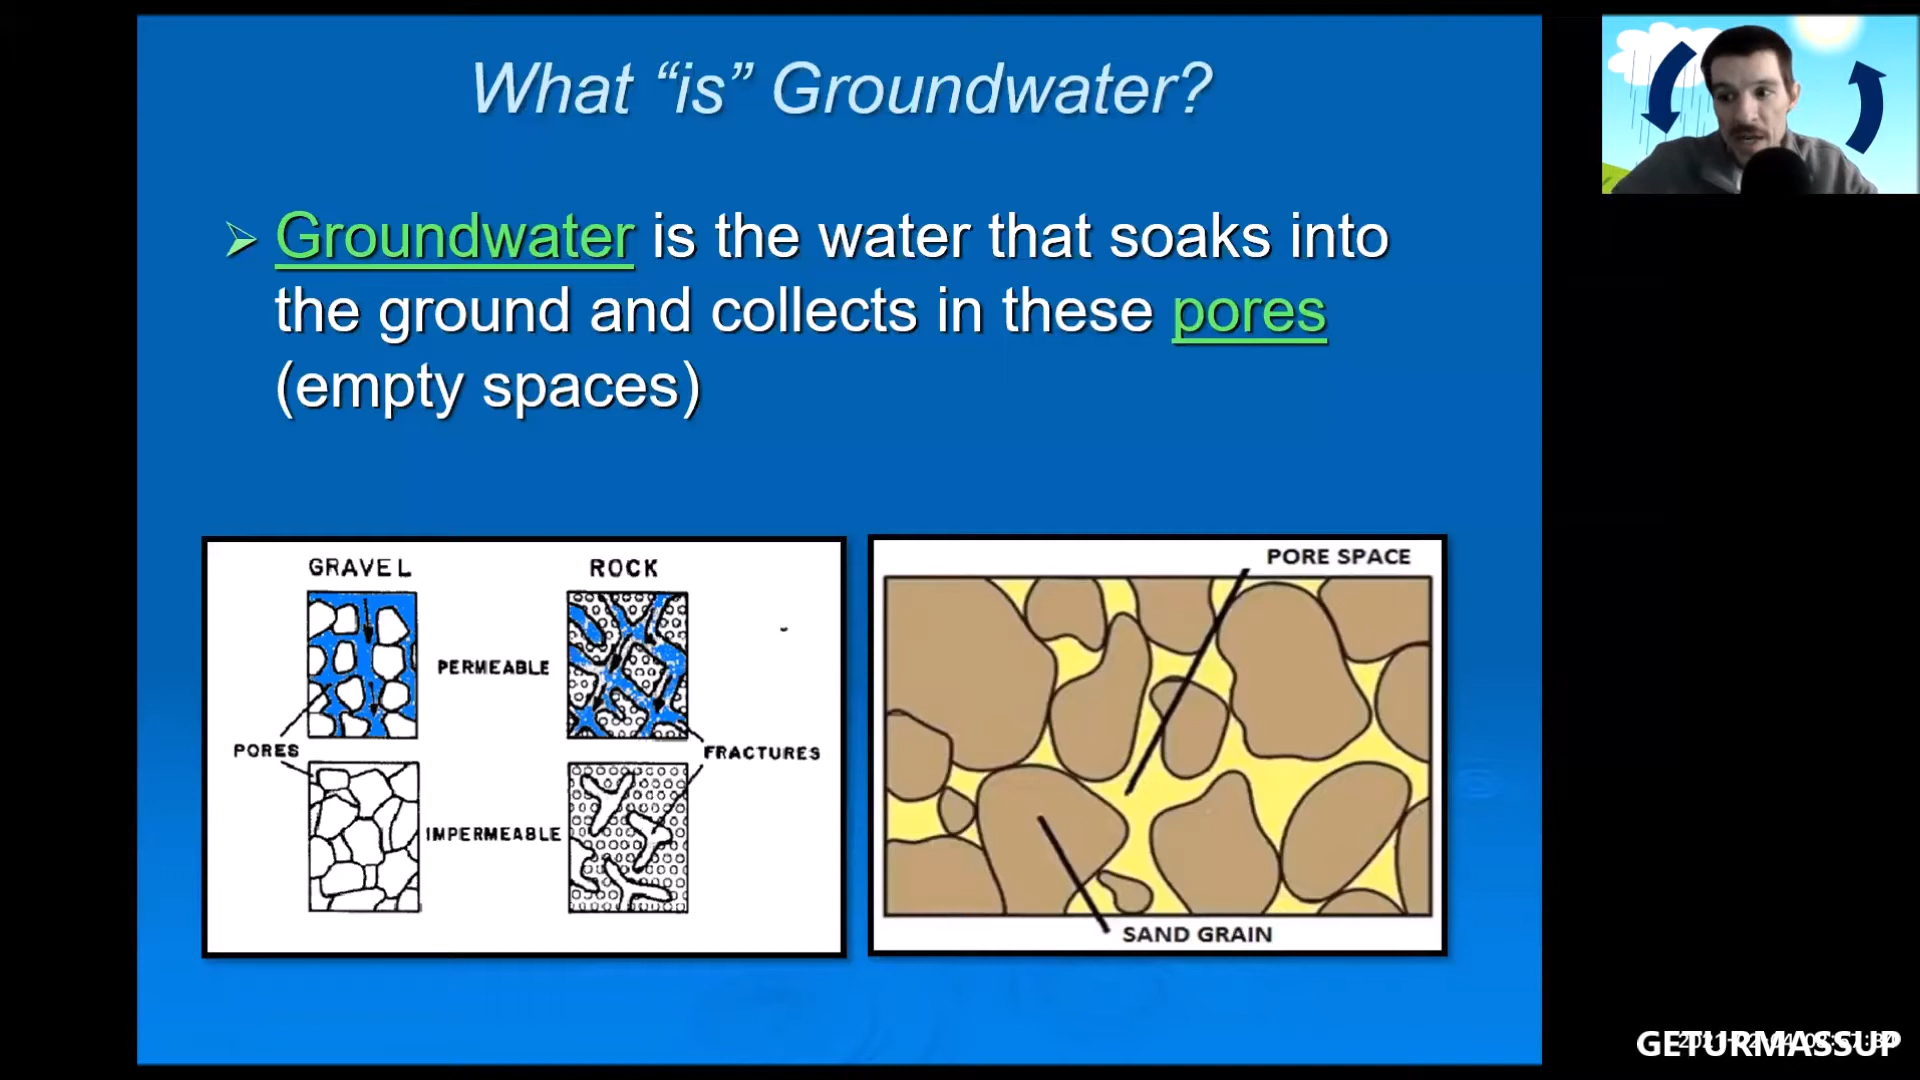 What “is” Groundwater?
Groundwater is the water that soaks into
the ground and collects in these pores
(empty spaces)
GRAVEL ROCK
PERMEABLE
PORES FRACTURES
IMPERMEABLE
PORE SPACE
SAND GRAIN
GETURMASSUP